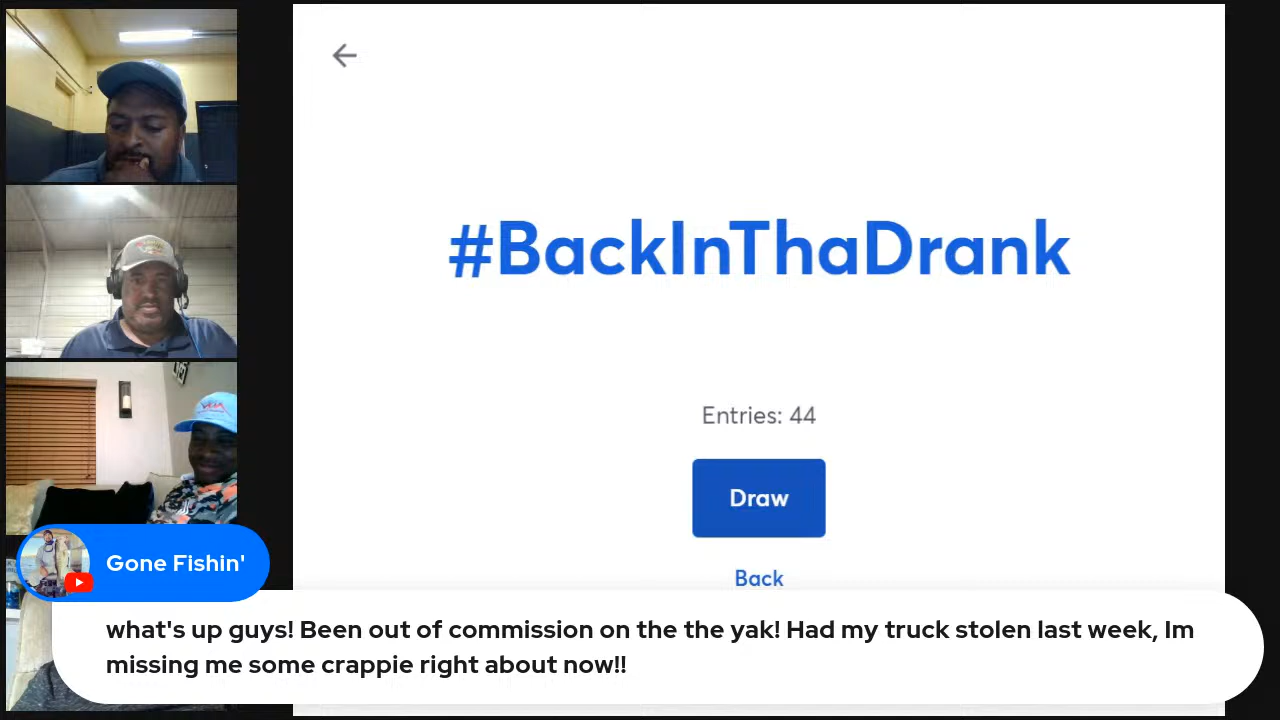 #BackInThaDrank
Entries: 44
Draw
Back
Gone Fishin'
what's up guys! Been out of commission on the the yak! Had my truck stolen last week, Im
missing me some crappie right about now!!